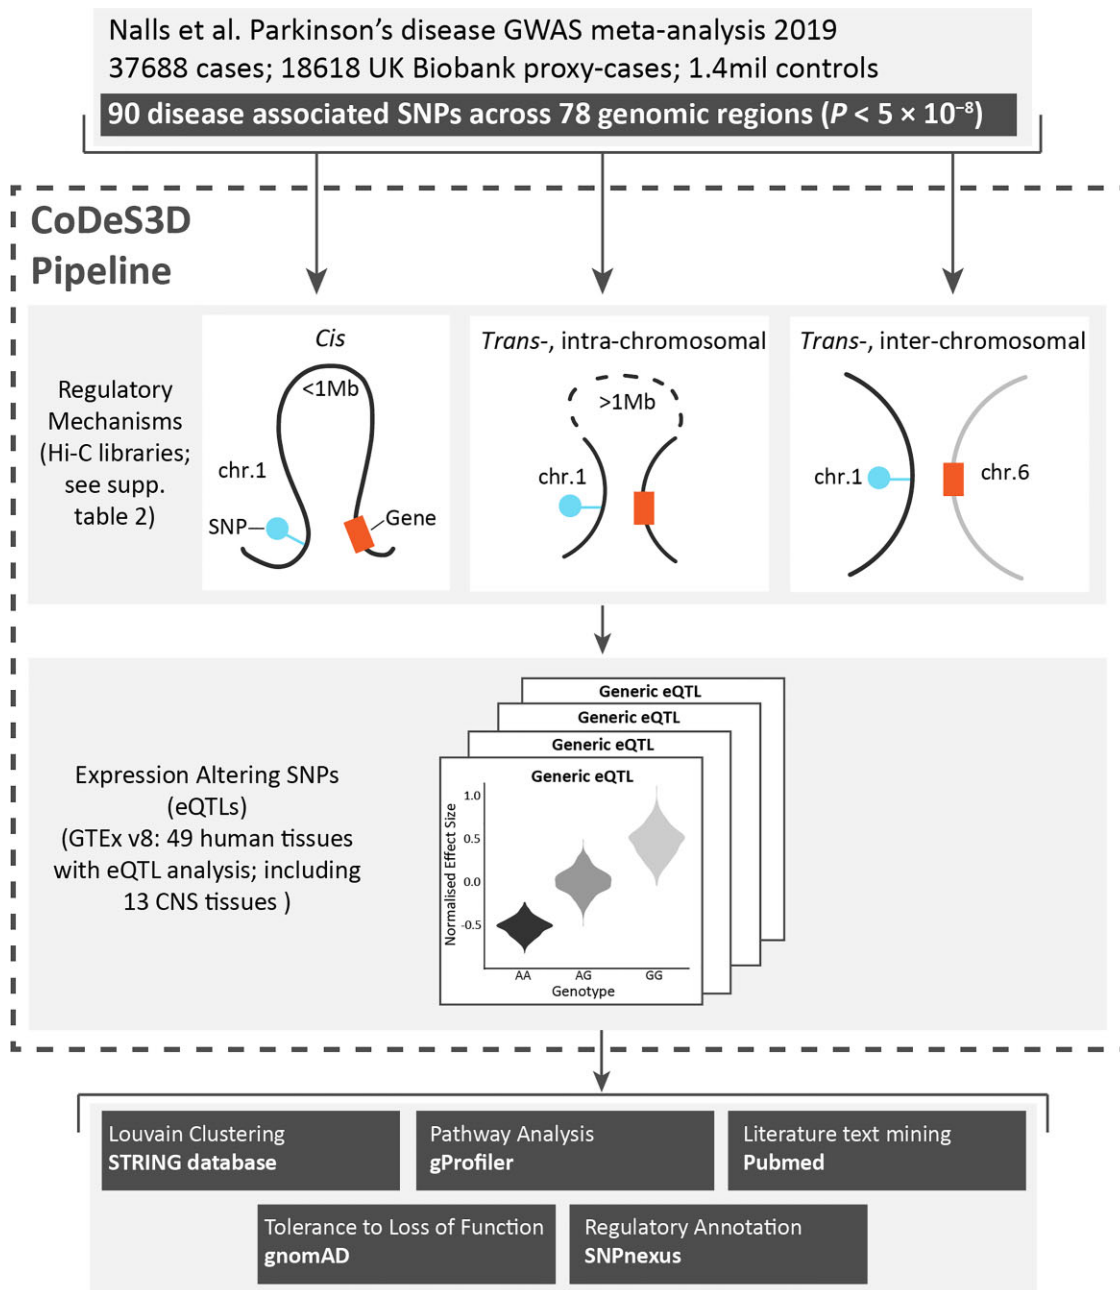 Nalls et al. Parkinson's disease GWAS meta-analysis 2019
37688 cases; 18618 UK Biobank proxy-cases; 1.4mil controls
90 disease associated SNPs across 78 genomic regions (P < 5 × 10⁻⁸)
CoDeS3D
Pipeline
Regulatory
Mechanisms
(Hi-C libraries;
see supp.
table 2)
Cis
<1Mb
chr.1
SNP
Gene
Trans-, intra-chromosomal
>1Mb
chr.1
Trans-, inter-chromosomal
chr.1
chr.6
Expression Altering SNPs
(eQTLs)
(GTEx v8: 49 human tissues
with eQTL analysis; including
13 CNS tissues )
Generic eQTL
Generic eQTL
Generic eQTL
Generic eQTL
Normalised Effect Size
1.0
0.5
0.0
-0.5
AA
AG
GG
Genotype
Louvain Clustering
STRING database
Pathway Analysis
gProfiler
Literature text mining
Pubmed
Tolerance to Loss of Function
gnomAD
Regulatory Annotation
SNPnexus